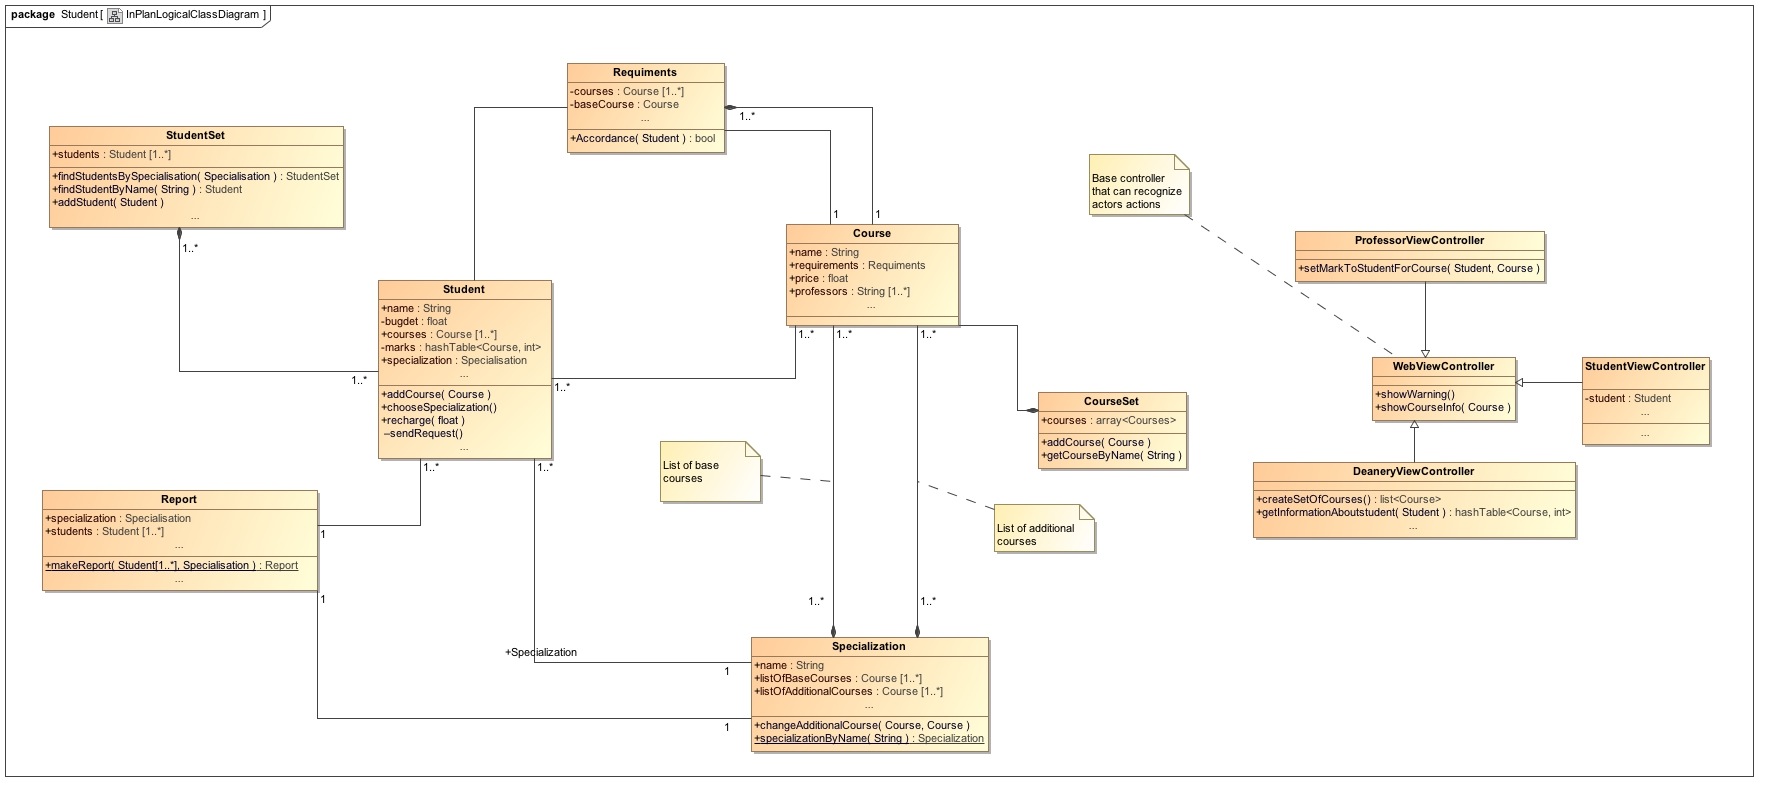 package Student [ InPlanLogicalClassDiagram ]
Requiments
-courses : Course [1..*]
-baseCourse : Course
...
+Accordance( Student ) : bool
1..*
1
1
StudentSet
+students : Student [1..*]
+findStudentsBySpecialisation( Specialisation ) : StudentSet
+findStudentByName( String ) : Student
+addStudent( Student )
...
1..*
1..*
Base controller
that can recognize
actors actions
Course
+name : String
+requirements : Requiments
+price : float
+professors : String [1..*]
...
1..*
1..*
1..*
ProfessorViewController
+setMarkToStudentForCourse( Student, Course )
Student
+name : String
-bugdet : float
+courses : Course [1..*]
-marks : hashTable<Course, int>
+specialization : Specialisation
...
+addCourse( Course )
+chooseSpecialization()
+recharge( float )
–sendRequest()
...
1..*
1..*
1..*
WebViewController
+showWarning()
+showCourseInfo( Course )
StudentViewController
-student : Student
...
...
CourseSet
+courses : array<Courses>
+addCourse( Course )
+getCourseByName( String )
List of base
courses
List of additional
courses
DeaneryViewController
+createSetOfCourses() : list<Course>
+getInformationAboutstudent( Student ) : hashTable<Course, int>
...
Report
+specialization : Specialisation
+students : Student [1..*]
...
+makeReport( Student[1..*], Specialisation ) : Report
...
1
1
1..*
1..*
+Specialization
1
1
Specialization
+name : String
+listOfBaseCourses : Course [1..*]
+listOfAdditionalCourses : Course [1..*]
...
+changeAdditionalCourse( Course, Course )
+specializationByName( String ) : Specialization